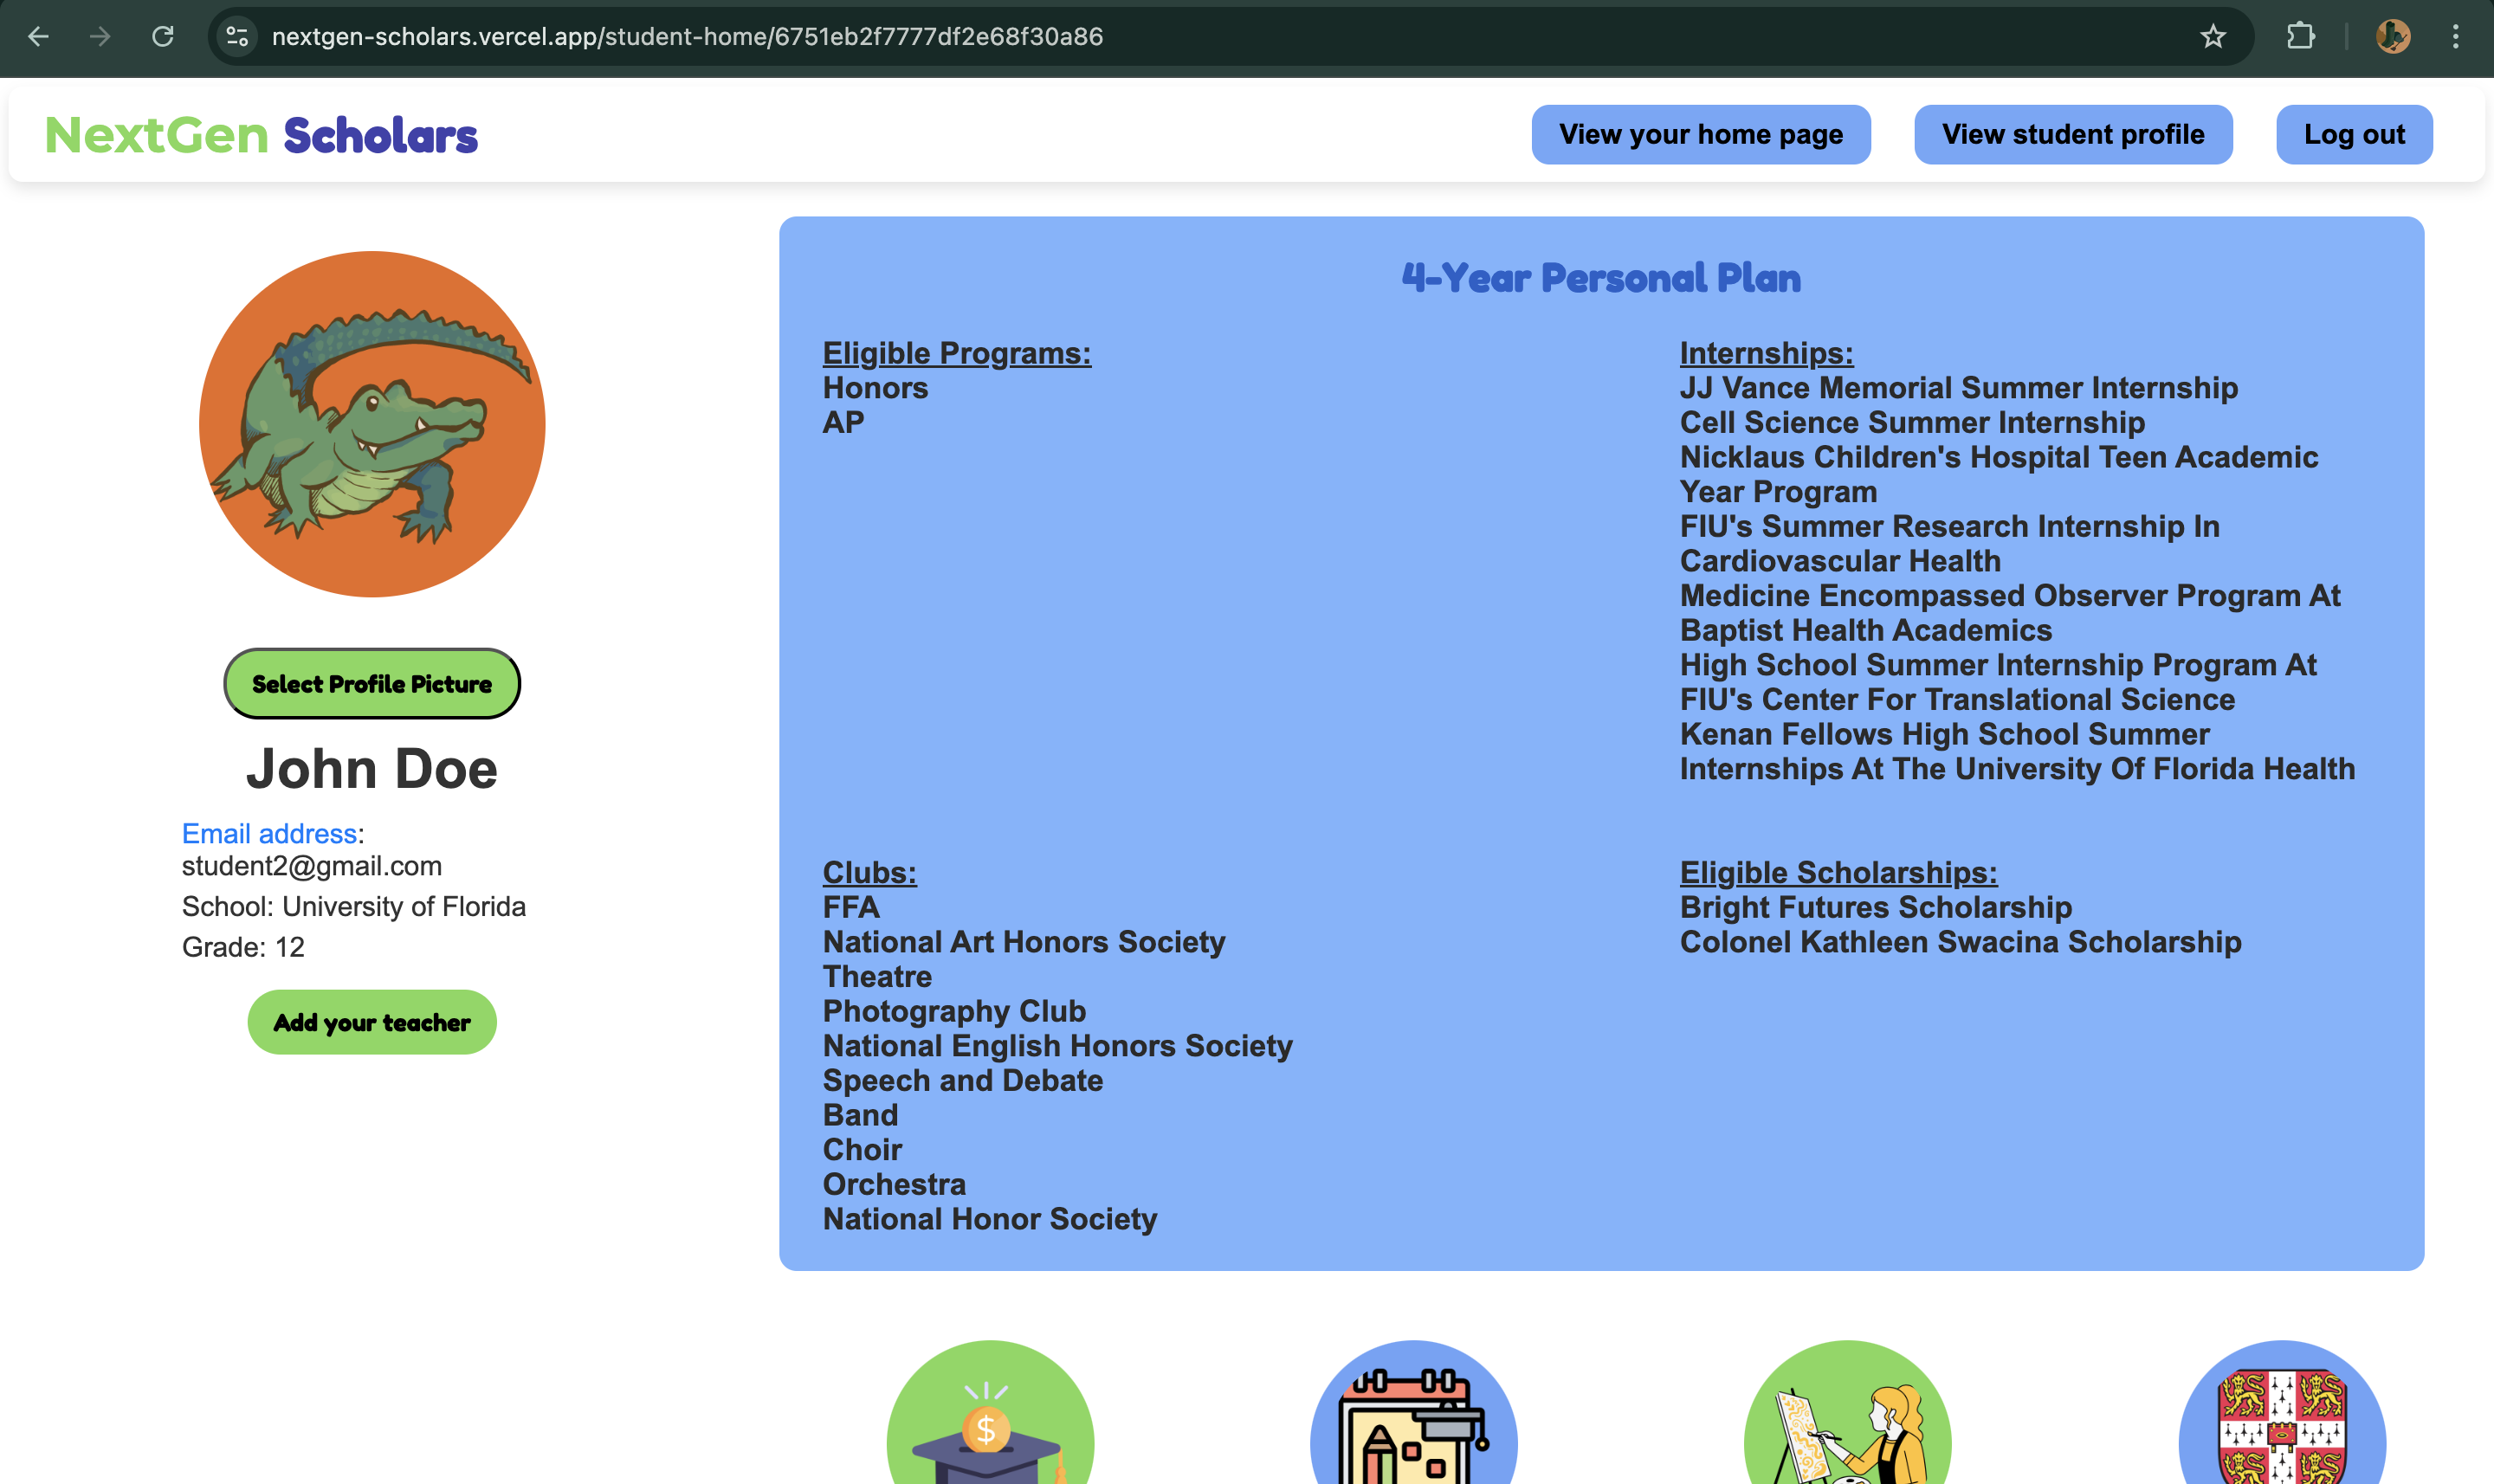 nextgen-scholars.vercel.app/student-home/6751eb2f7777df2e68f30a86
NextGen Scholars
View your home page
View student profile
Log out
Select Profile Picture
John Doe
Email address:
student2@gmail.com
School: University of Florida
Grade: 12
Add your teacher
4-Year Personal Plan
Eligible Programs:
Honors
AP
Internships:
JJ Vance Memorial Summer Internship
Cell Science Summer Internship
Nicklaus Children's Hospital Teen Academic
Year Program
FIU's Summer Research Internship In
Cardiovascular Health
Medicine Encompassed Observer Program At
Baptist Health Academics
High School Summer Internship Program At
FIU's Center For Translational Science
Kenan Fellows High School Summer
Internships At The University Of Florida Health
Clubs:
FFA
National Art Honors Society
Theatre
Photography Club
National English Honors Society
Speech and Debate
Band
Choir
Orchestra
National Honor Society
Eligible Scholarships:
Bright Futures Scholarship
Colonel Kathleen Swacina Scholarship
$